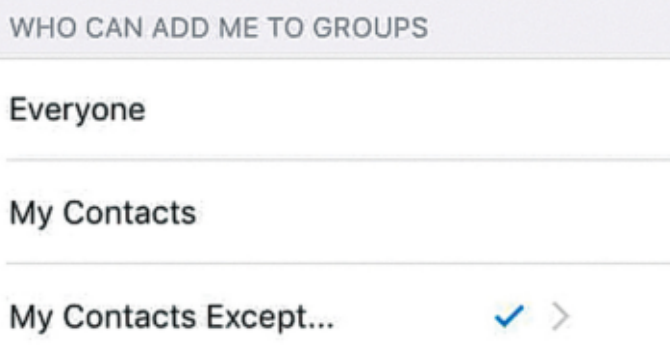 WHO CAN ADD ME TO GROUPS
Everyone
My Contacts
My Contacts Except...